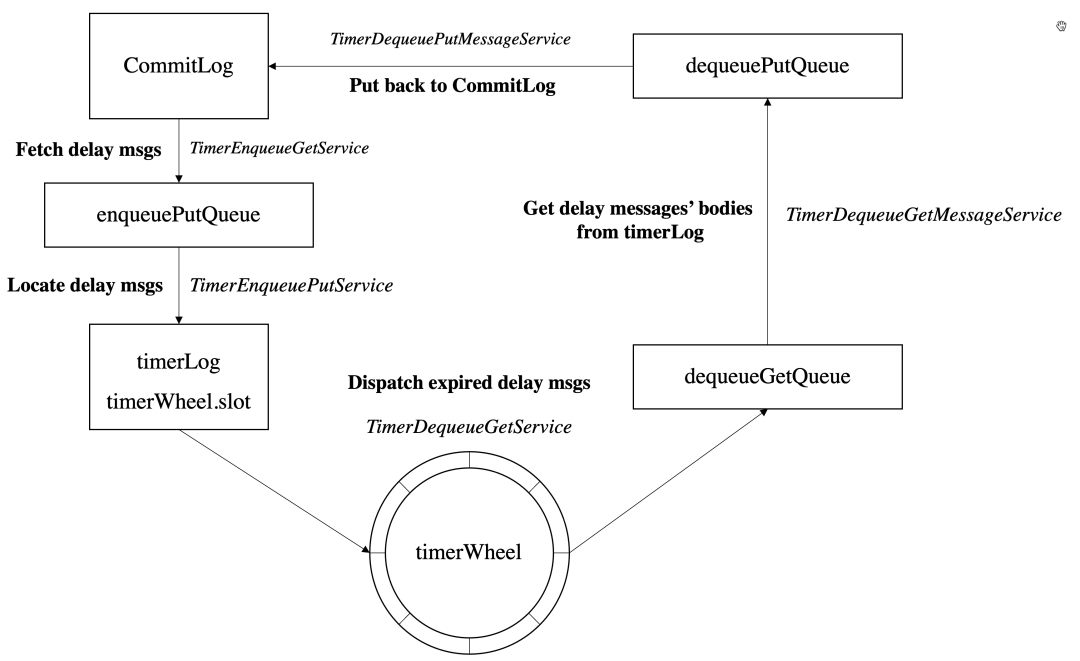 TimerDequeuePutMessageService
CommitLog
dequeuePutQueue
Put back to CommitLog
Fetch delay msgs
TimerEnqueueGetService
enqueuePutQueue
Get delay messages’ bodies
from timerLog
TimerDequeueGetMessageService
Locate delay msgs
TimerEnqueuePutService
timerLog
timerWheel.slot
Dispatch expired delay msgs
dequeueGetQueue
TimerDequeueGetService
timerWheel